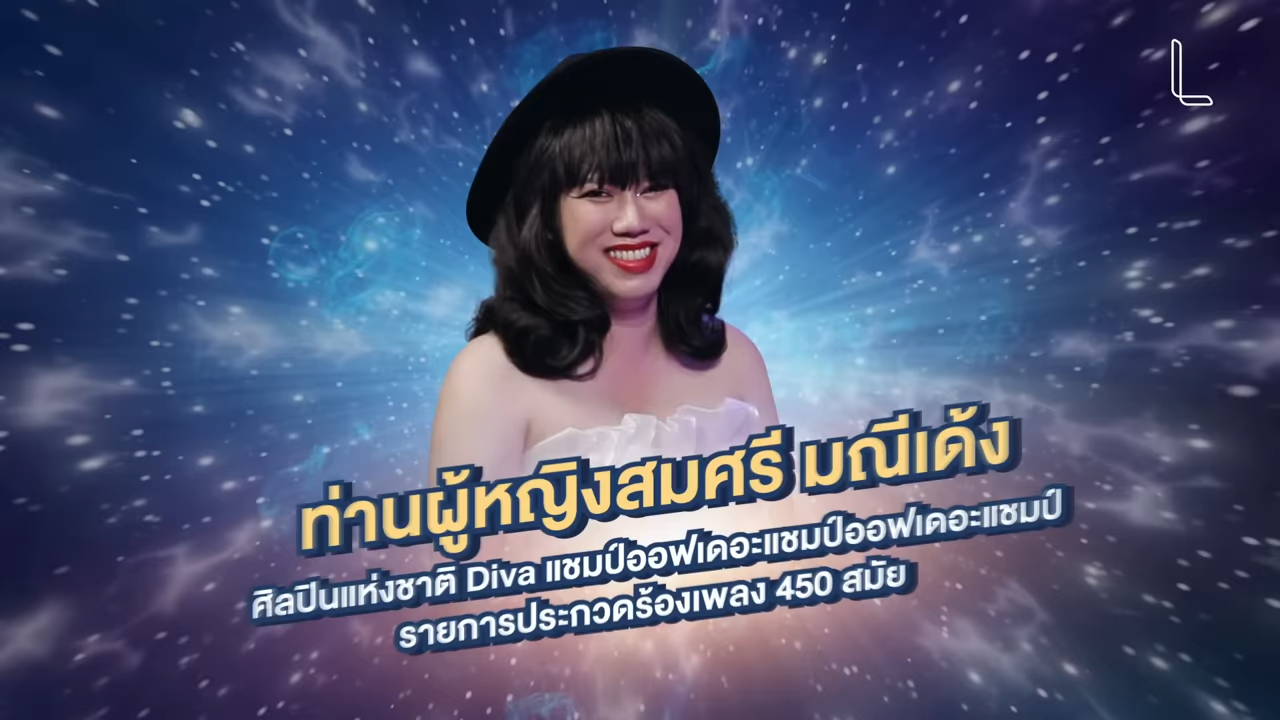 L
ท่านผู้หญิงสมศรี มณีเด้ง
ศิลปินแห่งชาติ Diva แชมป์ออฟเดอะแชมป์ออฟเดอะแชมป์
รายการประกวดร้องเพลง 450 สมัย